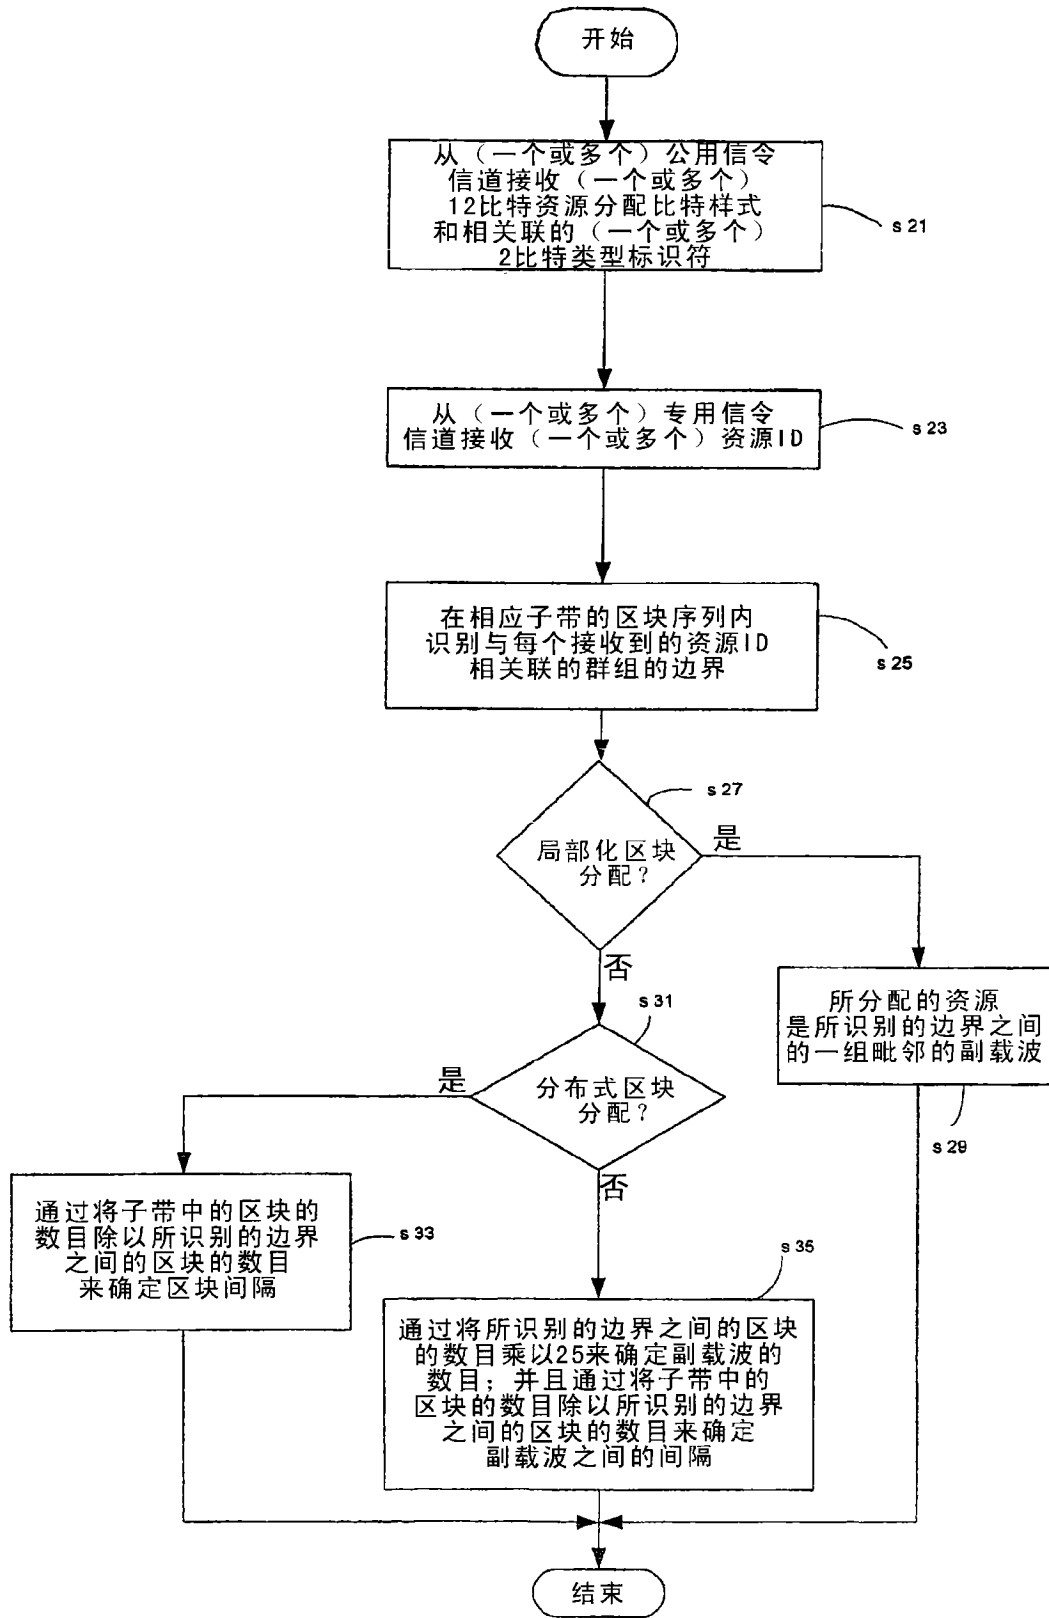 开始
从（一个或多个）公用信令
信道接收（一个或多个）
12比特资源分配比特样式
和相关联的（一个或多个）
2比特类型标识符
s 21
从（一个或多个）专用信令
信道接收（一个或多个）资源ID
s 23
在相应子带的区块序列内
识别与每个接收到的资源ID
相关联的群组的边界
s 25
s 27
局部化区块
分配？
是
否
所分配的资源
是所识别的边界之间
的一组毗邻的副载波
s 29
s 31
分布式区块
分配？
是
否
通过将子带中的区块的
数目除以所识别的边界
之间的区块的数目
来确定区块间隔
s 33
s 35
通过将所识别的边界之间的区块
的数目乘以25来确定副载波的
数目；并且通过将子带中的
区块的数目除以所识别的边界
之间的区块的数目来确定
副载波之间的间隔
结束